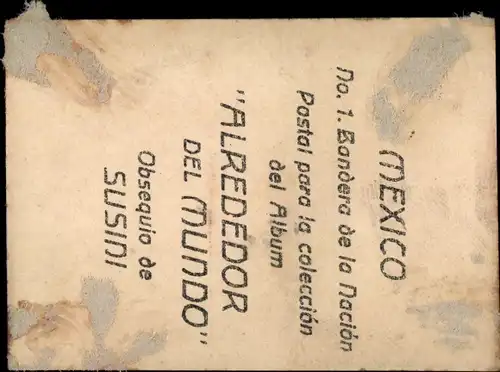 MEXICO
No. 1. Bandera de la Nación
Postal para la colección
del Album
"ALREDEDOR
DEL MUNDO"
Obsequio de
SUSINI